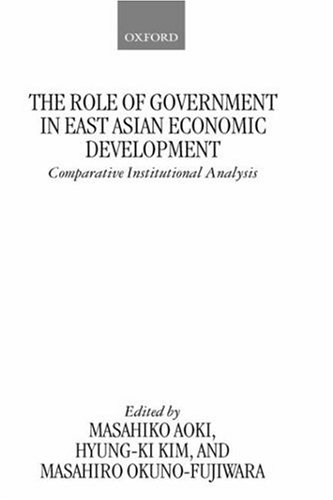 OXFORD
THE ROLE OF GOVERNMENT
IN EAST ASIAN ECONOMIC
DEVELOPMENT
Comparative Institutional Analysis
Edited by
MASAHIKO AOKI,
HYUNG-KI KIM, AND
MASAHIRO OKUNO-FUJIWARA